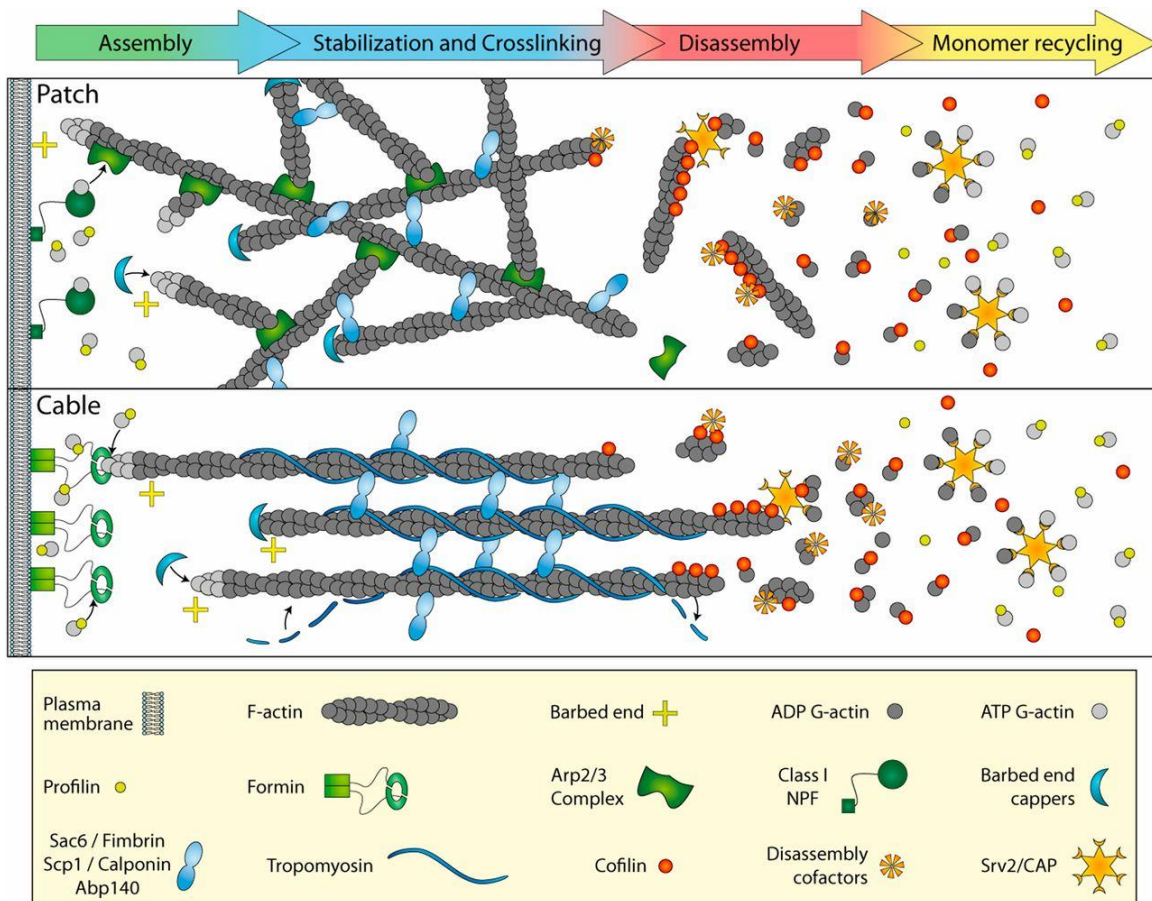 Assembly
Stabilization and Crosslinking
Disassembly
Monomer recycling
Patch
Cable
Plasma
membrane
F-actin
Barbed end
ADP G-actin
ATP G-actin
Profilin
Formin
Arp2/3
Complex
Class I
NPF
Barbed end
cappers
Sac6 / Fimbrin
Scp1 / Calponin
Abp140
Tropomyosin
Cofilin
Disassembly
cofactors
Srv2/CAP